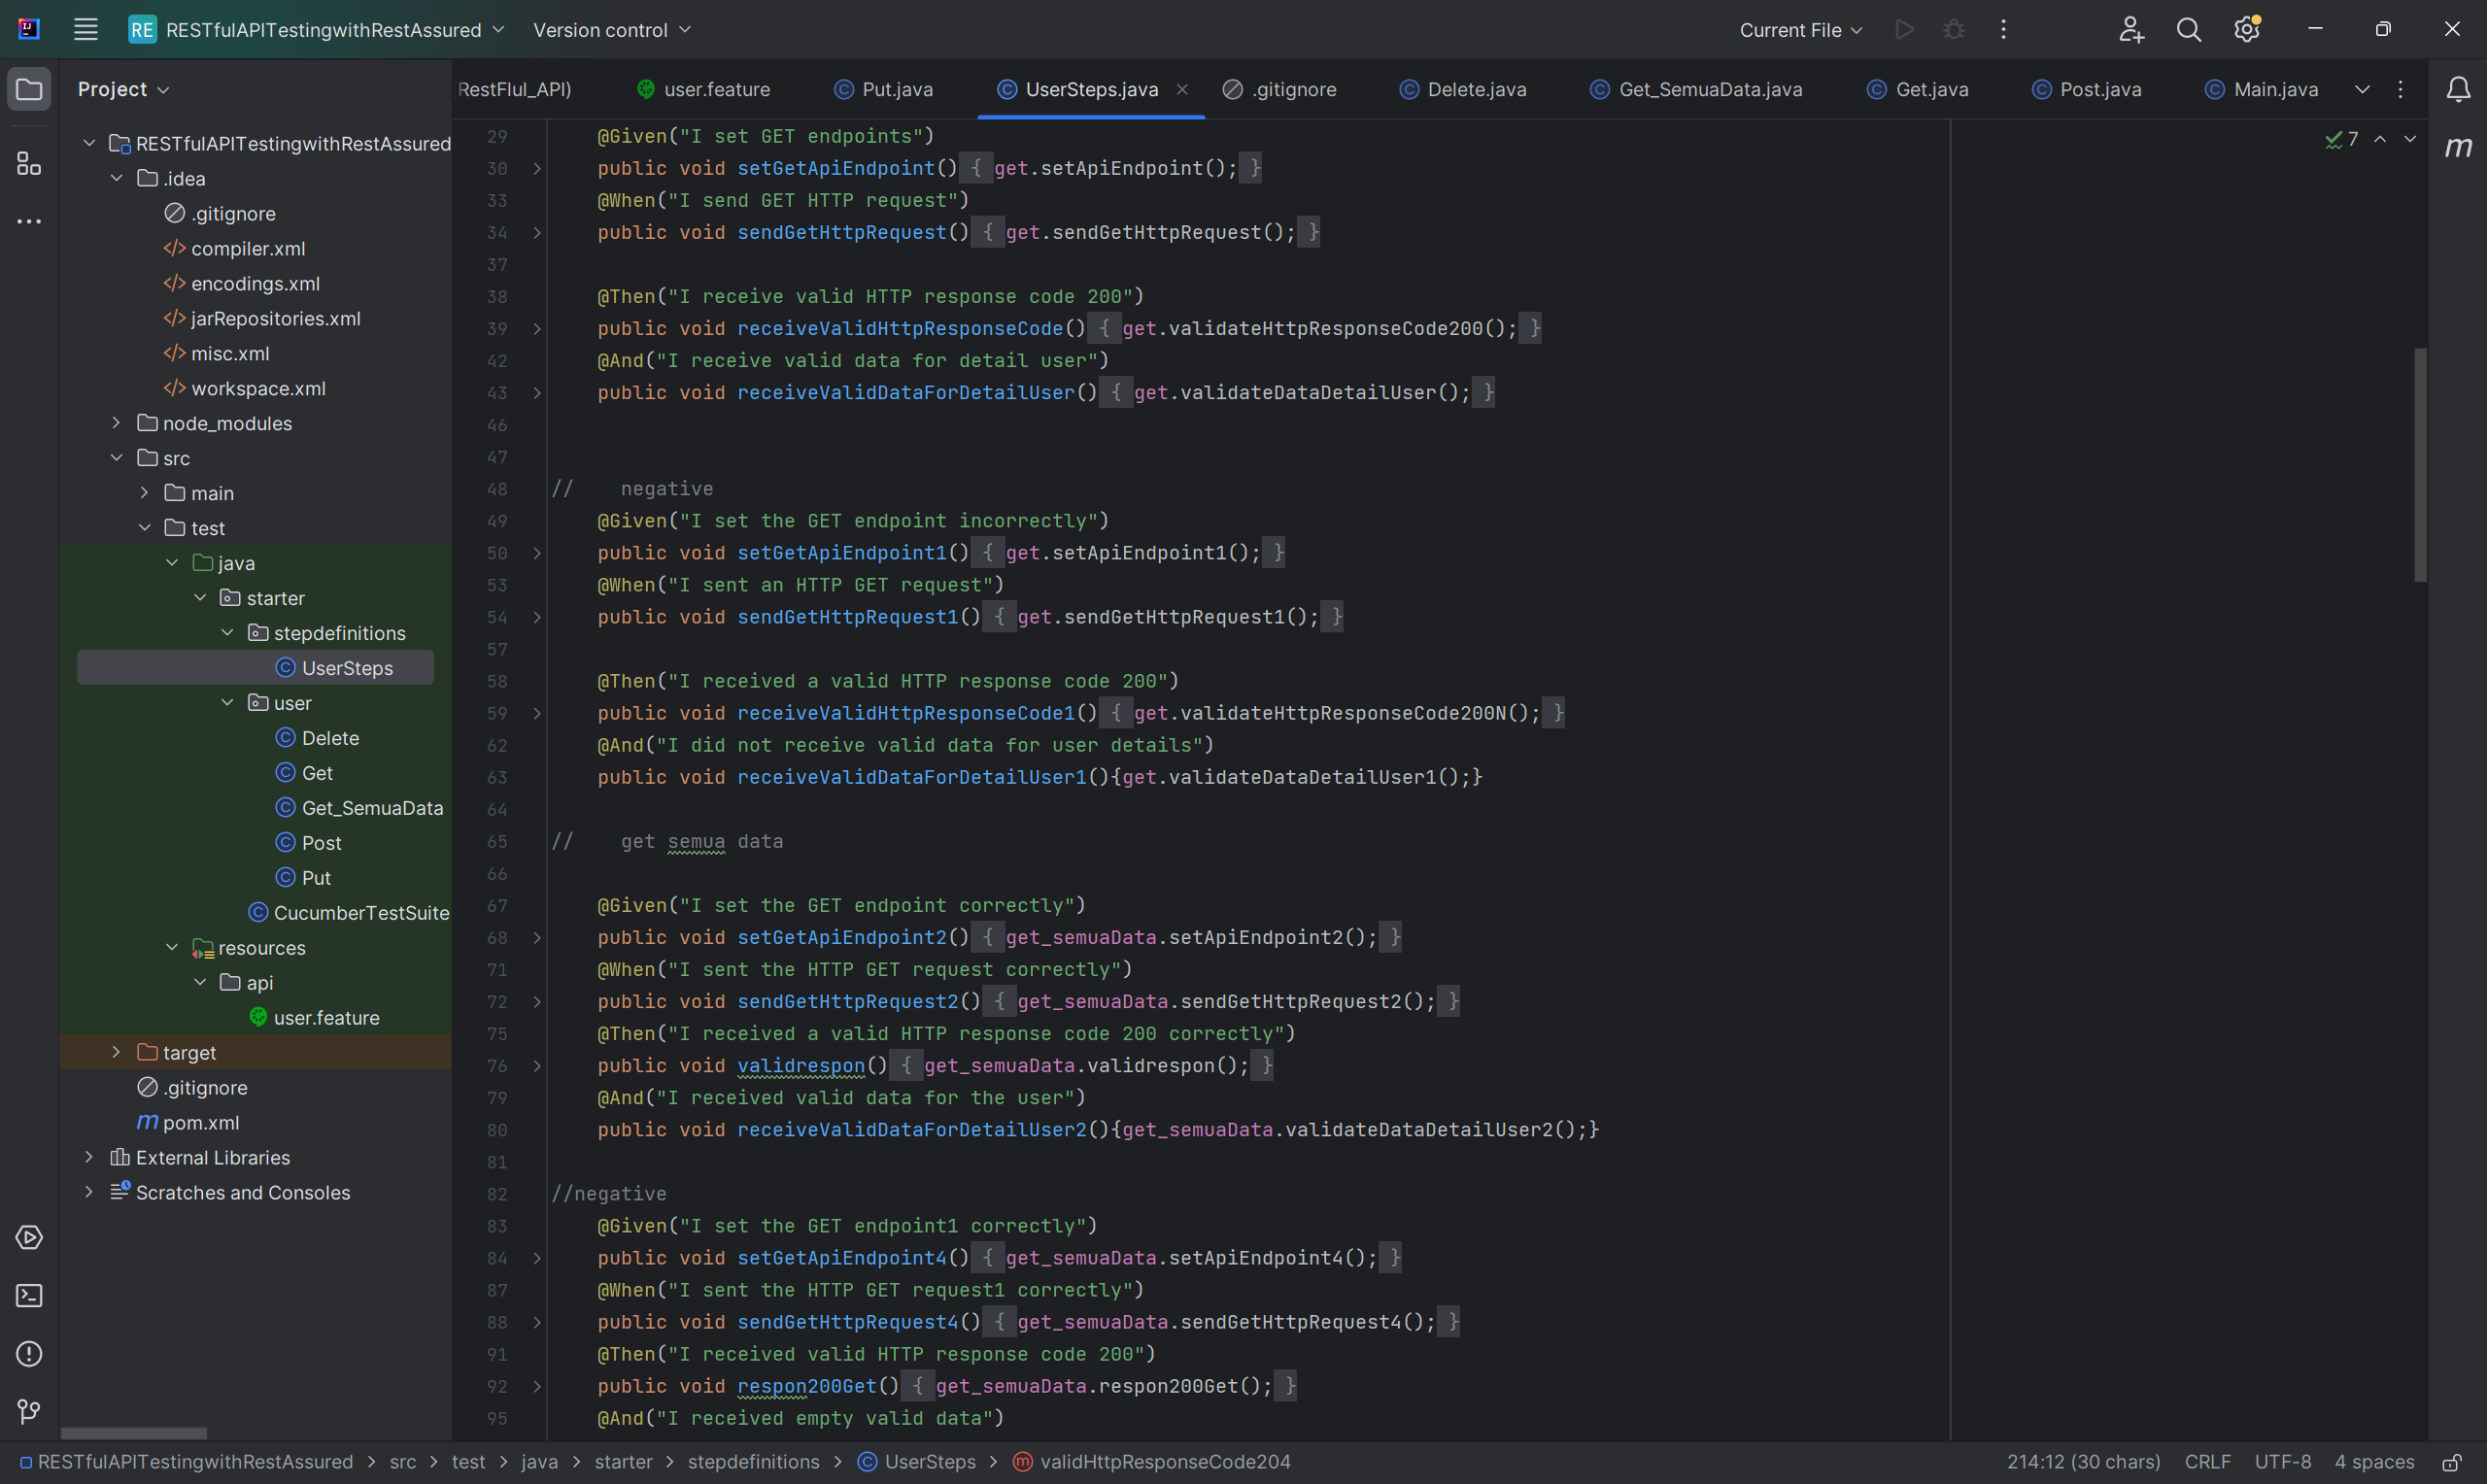 RE RESTfulAPITestingwithRestAssured Version control Current File
Project
RESTfulAPITestingwithRestAssured
.idea
.gitignore
compiler.xml
encodings.xml
jarRepositories.xml
misc.xml
workspace.xml
node_modules
src
main
test
java
starter
stepdefinitions
UserSteps
user
Delete
Get
Get_SemuaData
Post
Put
CucumberTestSuite
resources
api
user.feature
target
.gitignore
pom.xml
External Libraries
Scratches and Consoles
RestFlul_API) user.feature Put.java UserSteps.java .gitignore Delete.java Get_SemuaData.java Get.java Post.java Main.java
7
29 @Given("I set GET endpoints")
30 public void setGetApiEndpoint() { get.setApiEndpoint(); }
33 @When("I send GET HTTP request")
34 public void sendGetHttpRequest() { get.sendGetHttpRequest(); }
37
38 @Then("I receive valid HTTP response code 200")
39 public void receiveValidHttpResponseCode() { get.validateHttpResponseCode200(); }
42 @And("I receive valid data for detail user")
43 public void receiveValidDataForDetailUser() { get.validateDataDetailUser(); }
46
47
48 // negative
49 @Given("I set the GET endpoint incorrectly")
50 public void setGetApiEndpoint1() { get.setApiEndpoint1(); }
53 @When("I sent an HTTP GET request")
54 public void sendGetHttpRequest1() { get.sendGetHttpRequest1(); }
57
58 @Then("I received a valid HTTP response code 200")
59 public void receiveValidHttpResponseCode1() { get.validateHttpResponseCode200N(); }
62 @And("I did not receive valid data for user details")
63 public void receiveValidDataForDetailUser1(){get.validateDataDetailUser1();}
64
65 // get semua data
66
67 @Given("I set the GET endpoint correctly")
68 public void setGetApiEndpoint2() { get_semuaData.setApiEndpoint2(); }
71 @When("I sent the HTTP GET request correctly")
72 public void sendGetHttpRequest2() { get_semuaData.sendGetHttpRequest2(); }
75 @Then("I received a valid HTTP response code 200 correctly")
76 public void validrespon() { get_semuaData.validrespon(); }
79 @And("I received valid data for the user")
80 public void receiveValidDataForDetailUser2(){get_semuaData.validateDataDetailUser2();}
81
82 //negative
83 @Given("I set the GET endpoint1 correctly")
84 public void setGetApiEndpoint4() { get_semuaData.setApiEndpoint4(); }
87 @When("I sent the HTTP GET request1 correctly")
88 public void sendGetHttpRequest4() { get_semuaData.sendGetHttpRequest4(); }
91 @Then("I received valid HTTP response code 200")
92 public void respon200Get() { get_semuaData.respon200Get(); }
95 @And("I received empty valid data")
RESTfulAPITestingwithRestAssured > src > test > java > starter > stepdefinitions > UserSteps > validHttpResponseCode204 214:12 (30 chars) CRLF UTF-8 4 spaces